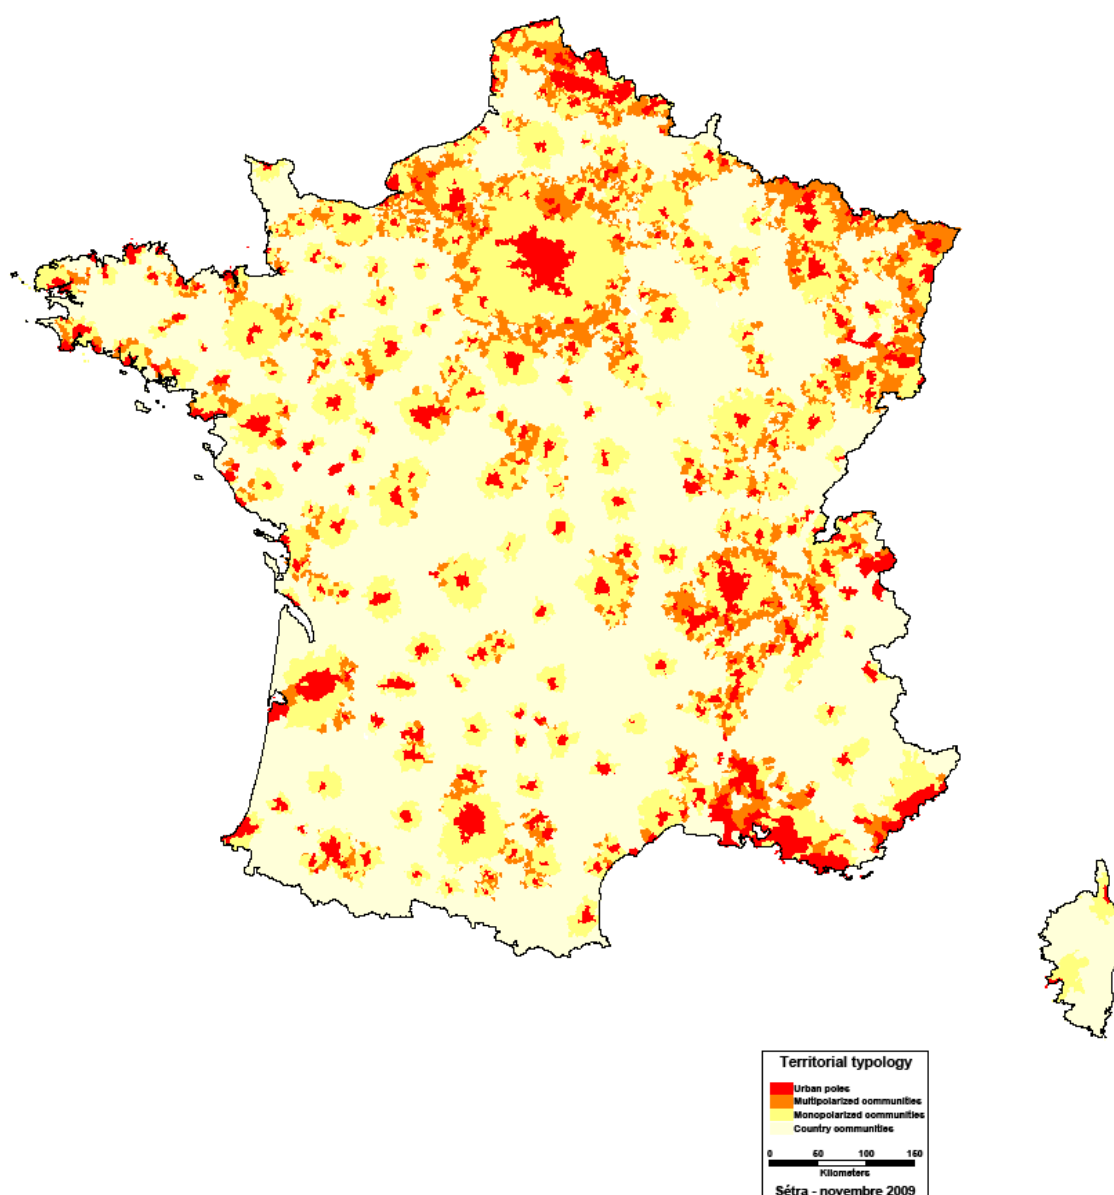 Territorial typology
Urban poles
Multipolarized communities
Monopolarized communities
Country communities
0 50 100 150
Kilometers
Sétra - novembre 2009